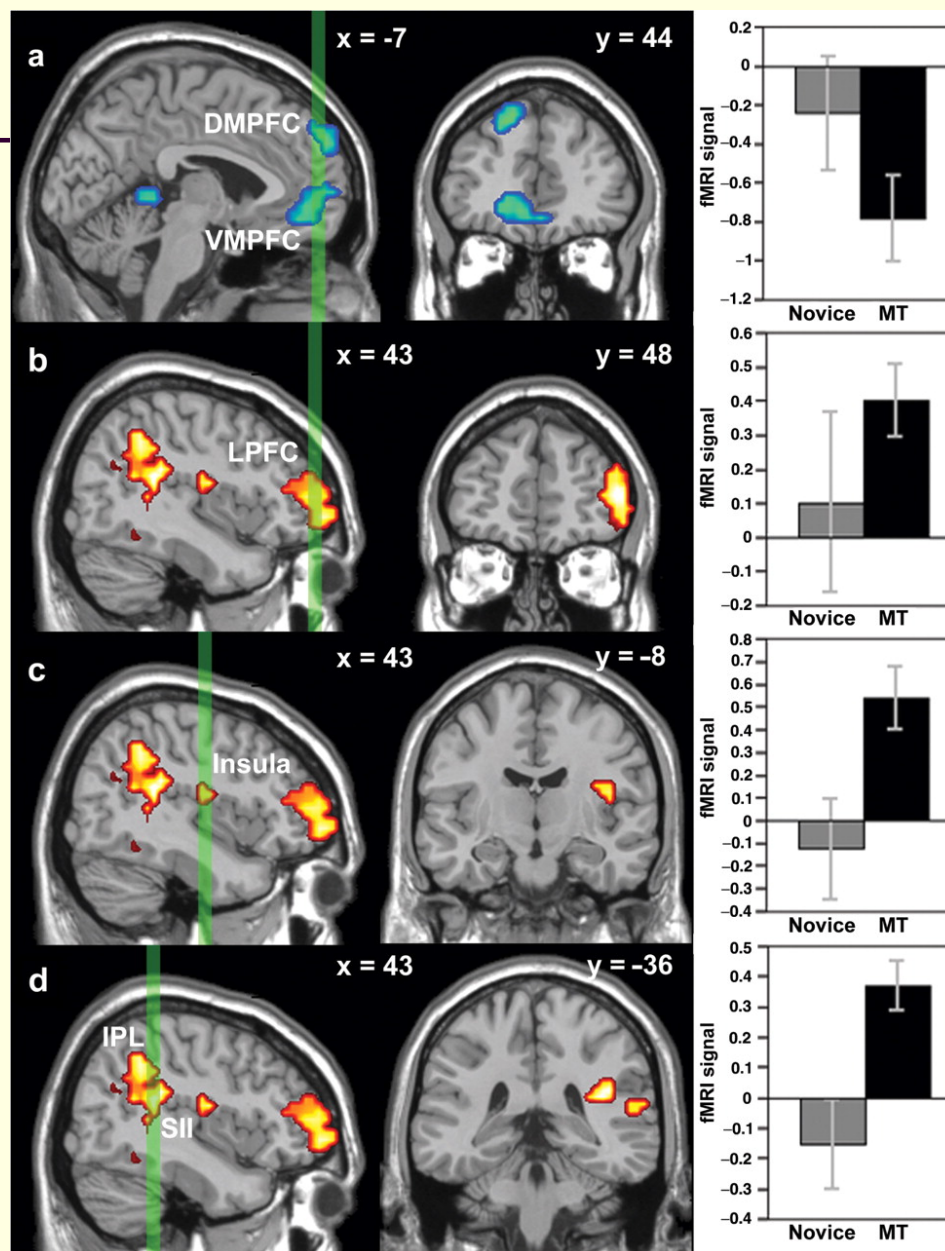 a
x = -7
y = 44
DMPFC
VMPFC
fMRI signal
0.2
0
−0.2
−0.4
−0.6
−0.8
−1
−1.2
Novice MT
b
x = 43
y = 48
LPFC
fMRI signal
0.6
0.5
0.4
0.3
0.2
0.1
0
−0.1
−0.2
Novice MT
c
x = 43
y = -8
Insula
fMRI signal
0.8
0.7
0.6
0.5
0.4
0.3
0.2
0.1
0
−0.1
−0.2
−0.3
−0.4
Novice MT
d
x = 43
y = -36
IPL
SII
fMRI signal
0.5
0.4
0.3
0.2
0.1
0
−0.1
−0.2
−0.3
−0.4
Novice MT